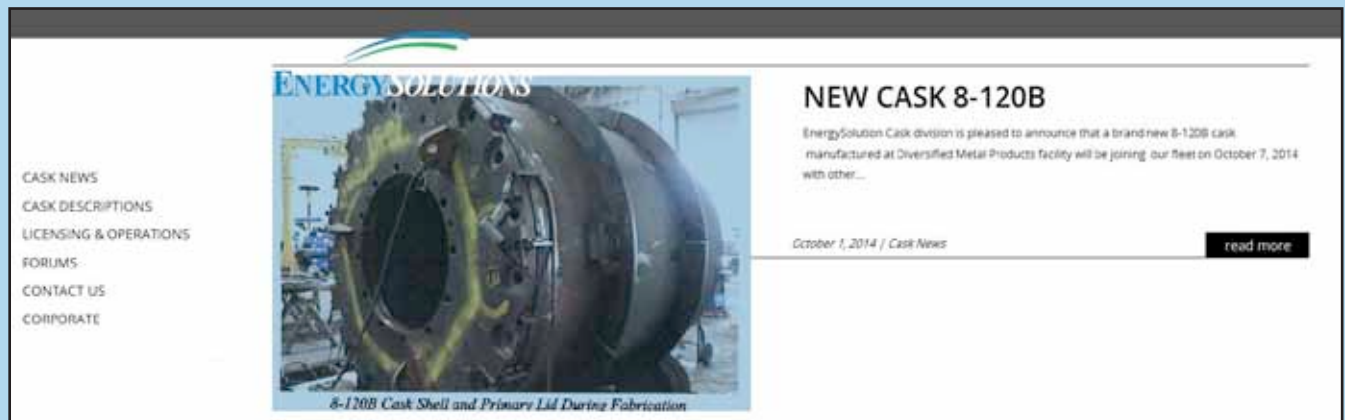 ENERGYSOLUTIONS
NEW CASK 8-120B
EnergySolution Cask division is pleased to announce that a brand new 8-120B cask
manufactured at Diversified Metal Products facility will be joining our fleet on October 7, 2014
with other...
CASK NEWS
CASK DESCRIPTIONS
LICENSING & OPERATIONS
FORUMS
CONTACT US
CORPORATE
October 1, 2014 | Cask News
read more
8-120B Cask Shell and Primary Lid During Fabrication